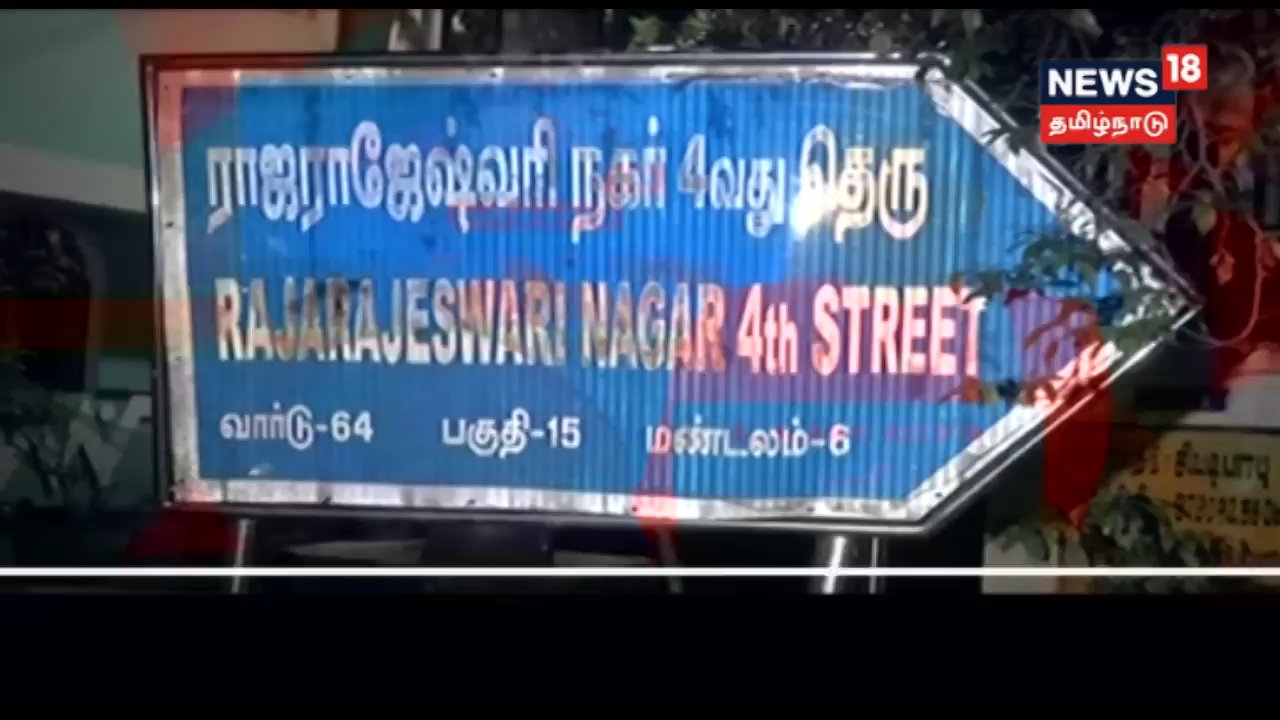 NEWS 18
தமிழ்நாடு
ராஜராஜேஷ்வரி நகர் 4வது தெரு
RAJARAJESWARI NAGAR 4th STREET
வார்டு-64 பகுதி-15 மண்டலம்-6